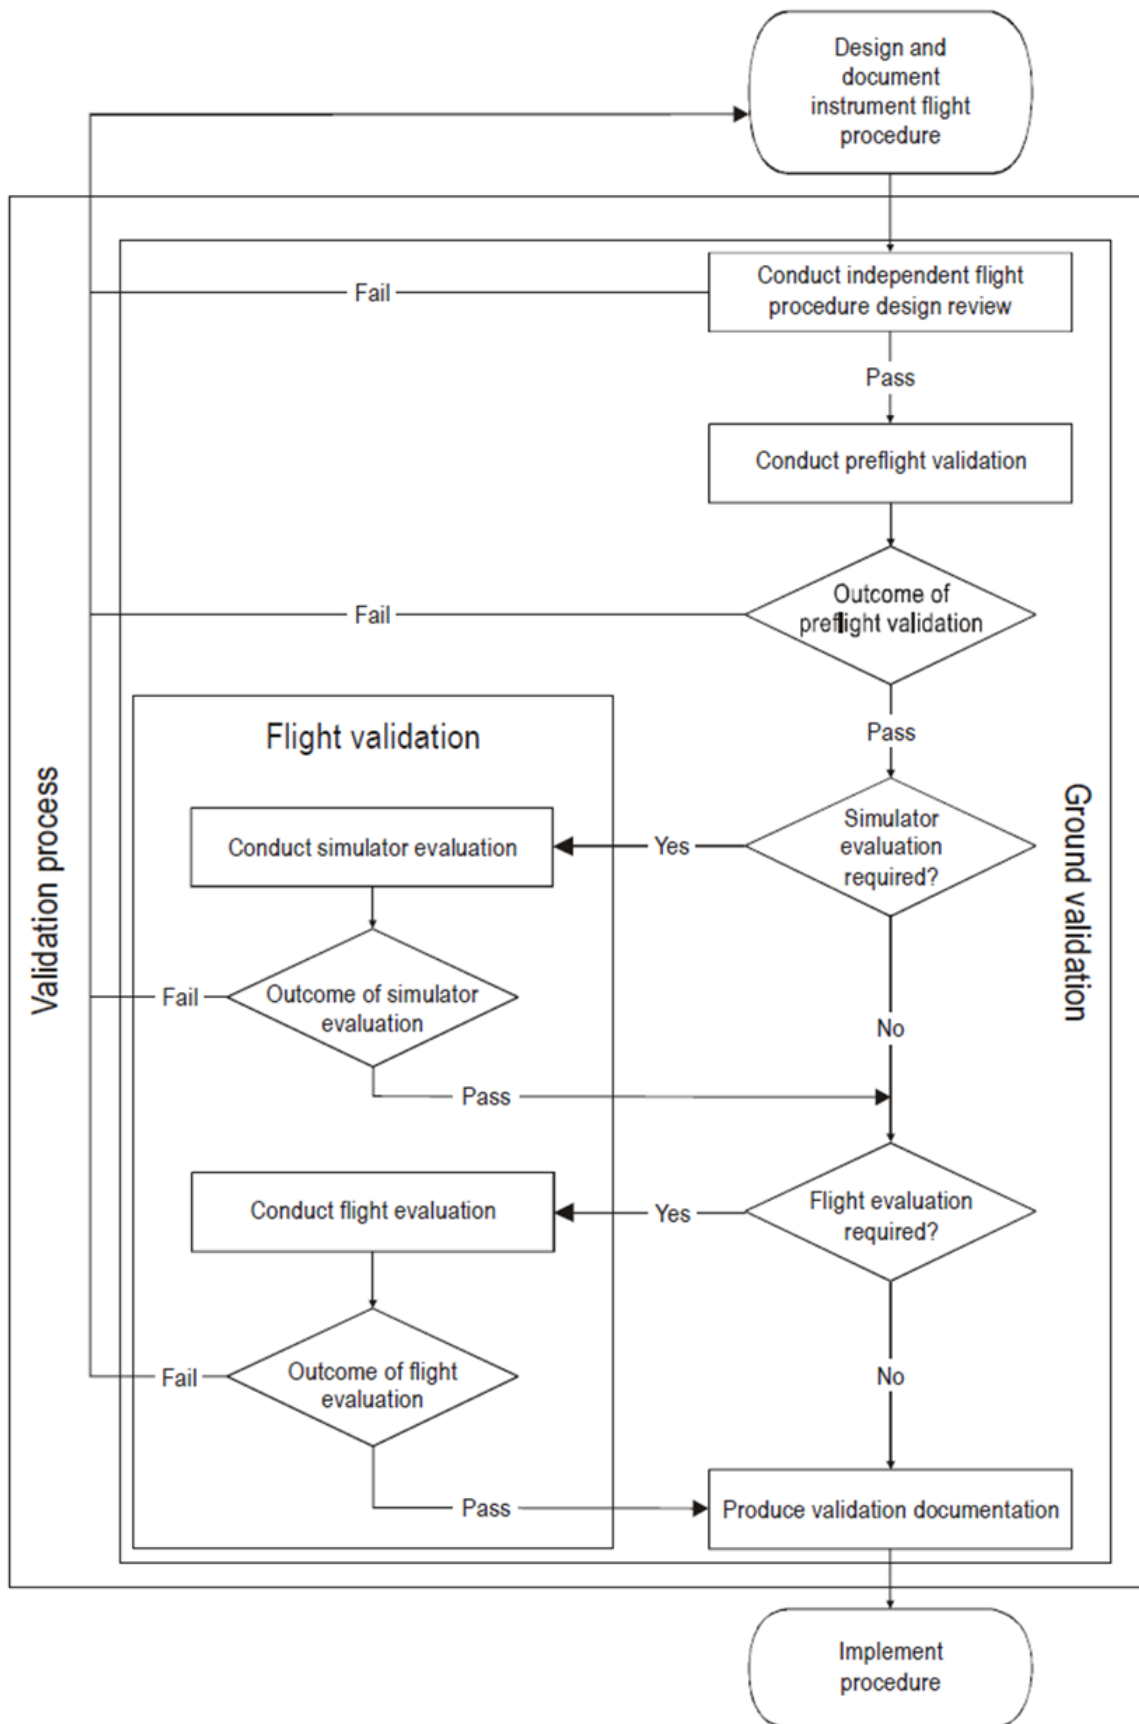 Design and
document
instrument flight
procedure
Conduct independent flight
procedure design review
Fail
Pass
Conduct preflight validation
Outcome of
preflight validation
Fail
Pass
Flight validation
Simulator
evaluation
required?
Yes
Conduct simulator evaluation
Validation process
Ground validation
Outcome of simulator
evaluation
Fail
No
Pass
Flight evaluation
required?
Yes
Conduct flight evaluation
Outcome of flight
evaluation
Fail
No
Pass
Produce validation documentation
Implement
procedure